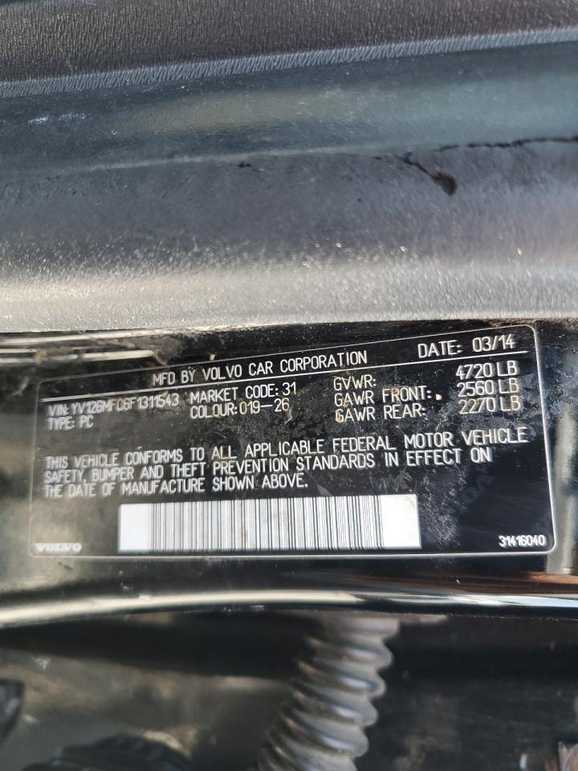 MFD BY VOLVO CAR CORPORATION DATE: 03/14
VIN: YV126MFC6F1311543 MARKET CODE: 31 GVWR: 4720 LB
TYPE: PC COLOUR: 019-26 GAWR FRONT: 2560 LB
GAWR REAR: 2270 LB
THIS VEHICLE CONFORMS TO ALL APPLICABLE FEDERAL MOTOR VEHICLE
SAFETY, BUMPER AND THEFT PREVENTION STANDARDS IN EFFECT ON
THE DATE OF MANUFACTURE SHOWN ABOVE.
VOLVO 31416040